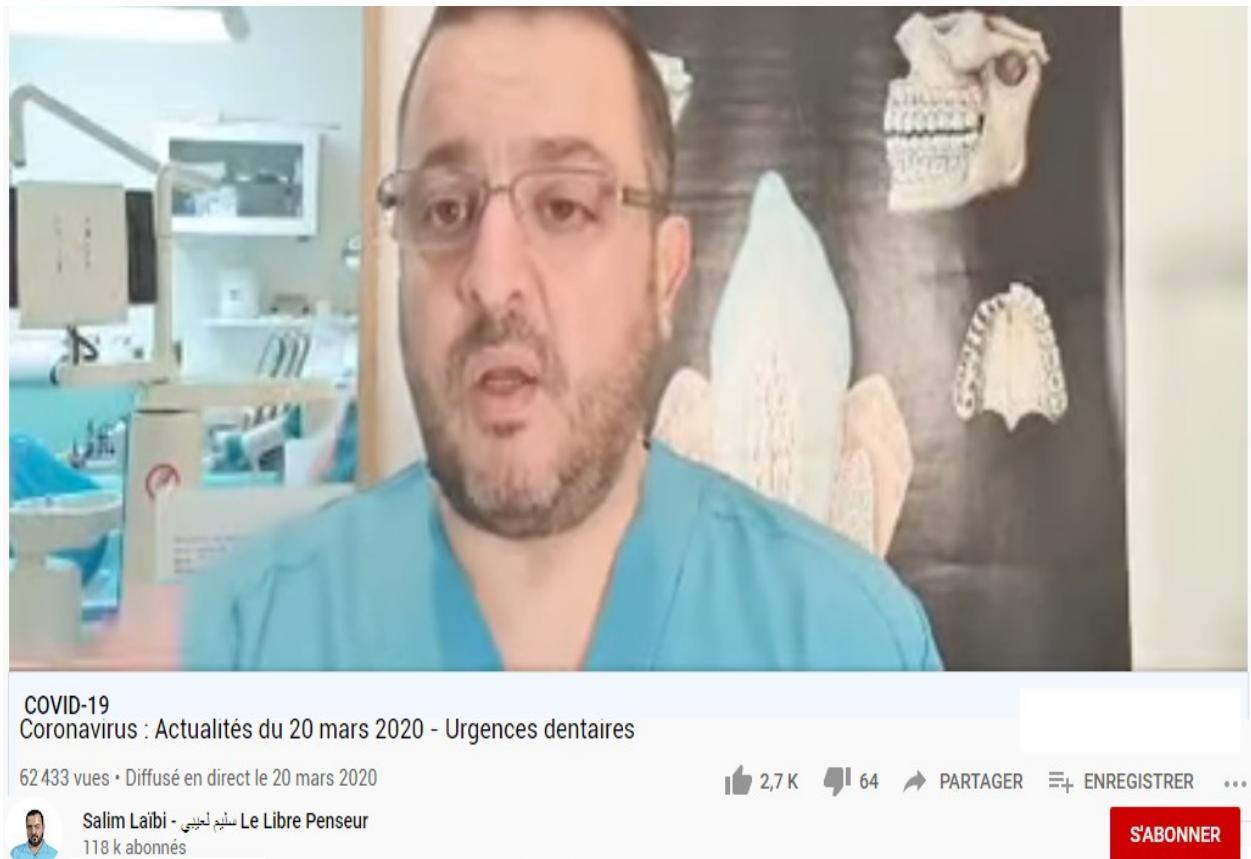 COVID-19
Coronavirus : Actualités du 20 mars 2020 - Urgences dentaires
62 433 vues • Diffusé en direct le 20 mars 2020
2,7 K 64 PARTAGER ENREGISTRER ...
Salim Laïbi - سليم لعيبي Le Libre Penseur
118 k abonnés
S'ABONNER